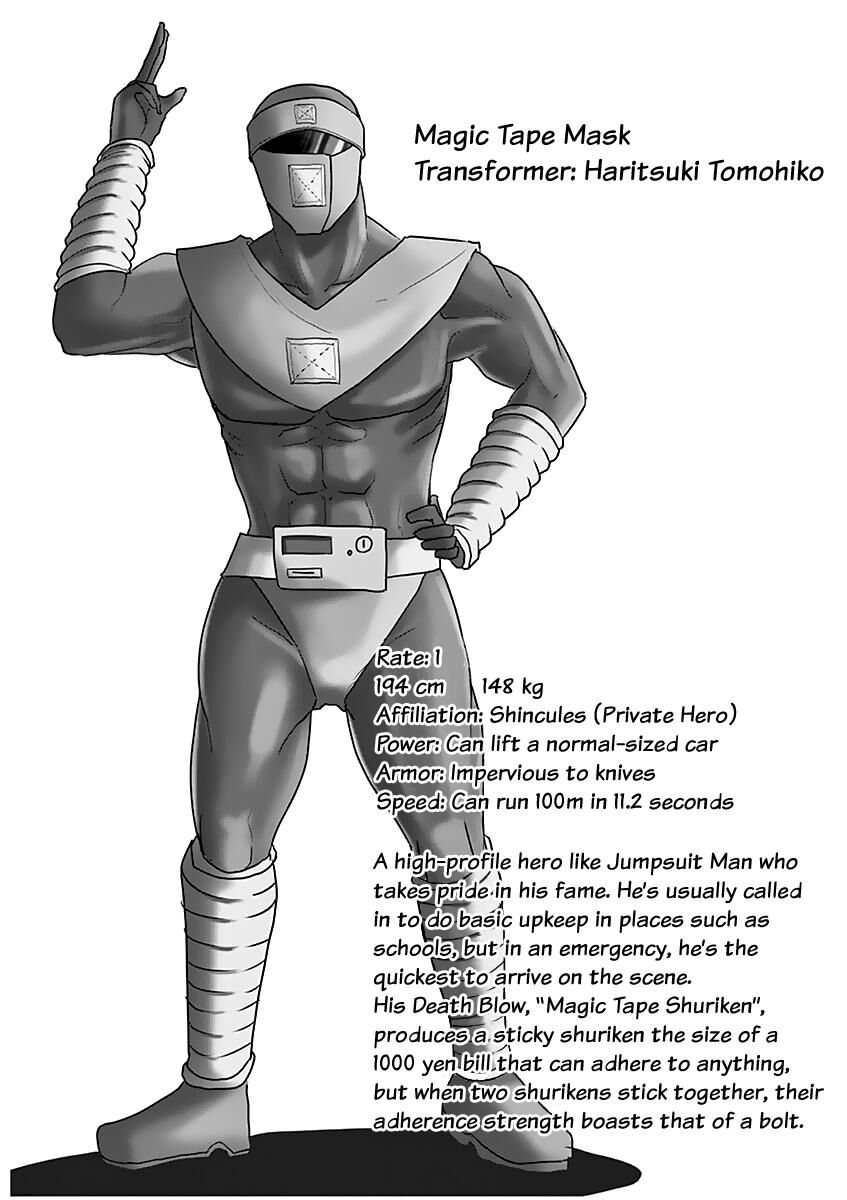 Magic Tape Mask
Transformer: Haritsuki Tomohiko
Rate: 1
194 cm 148 kg
Affiliation: Shincules (Private Hero)
Power: Can lift a normal-sized car
Armor: Impervious to knives
Speed: Can run 100m in 11.2 seconds
A high-profile hero like Jumpsuit Man who
takes pride in his fame. He's usually called
in to do basic upkeep in places such as
schools, but in an emergency, he's the
quickest to arrive on the scene.
His Death Blow, "Magic Tape Shuriken",
produces a sticky shuriken the size of a
1000 yen bill that can adhere to anything,
but when two shurikens stick together, their
adherence strength boasts that of a bolt.